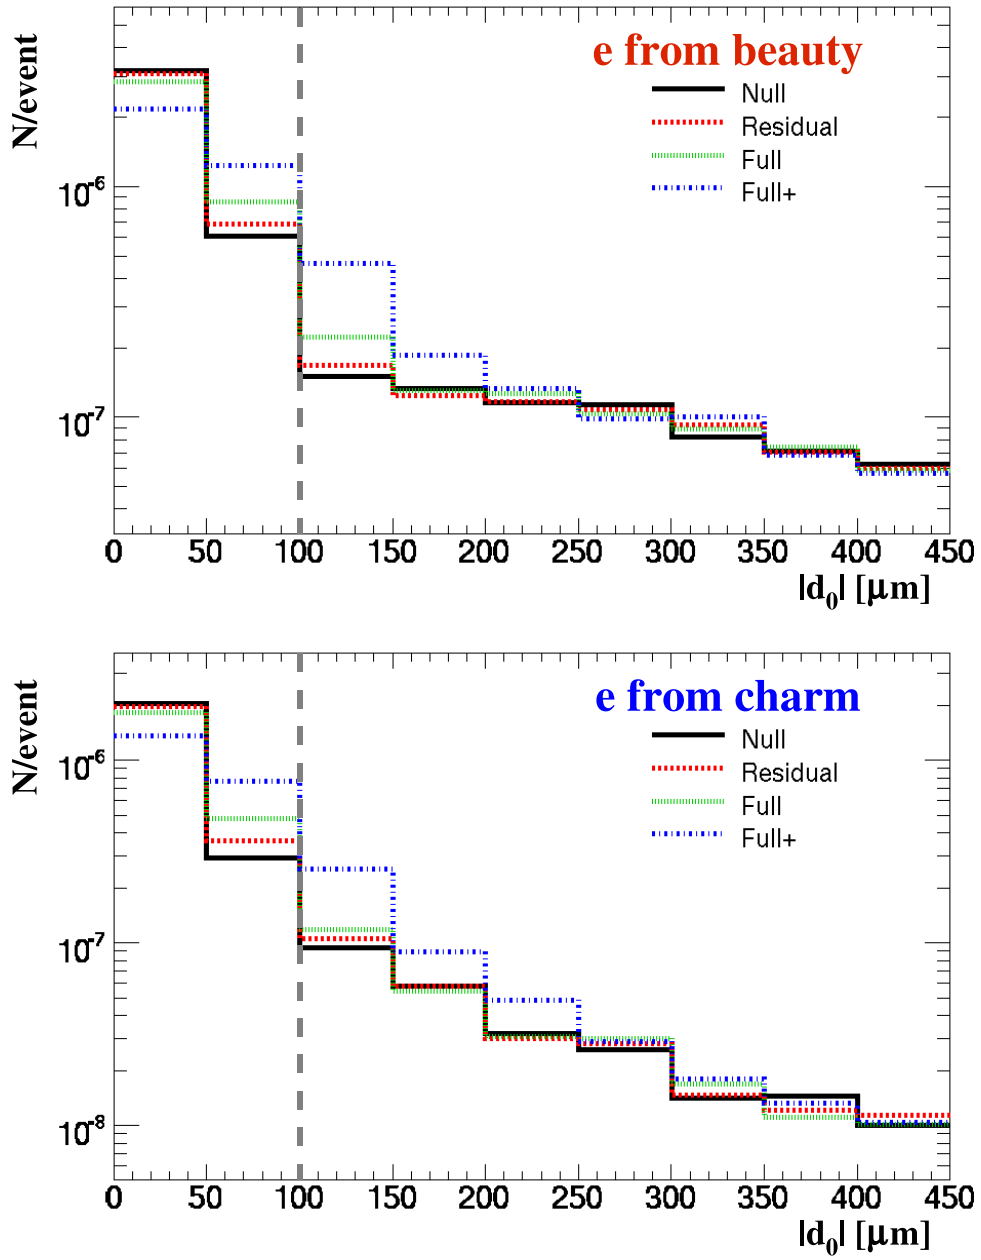 e from beauty
N/event
Null
Residual
Full
Full+
10-6
10-7
0 50 100 150 200 250 300 350 400 450
|d0| [μm]
e from charm
N/event
Null
Residual
Full
Full+
10-6
10-7
10-8
0 50 100 150 200 250 300 350 400 450
|d0| [μm]